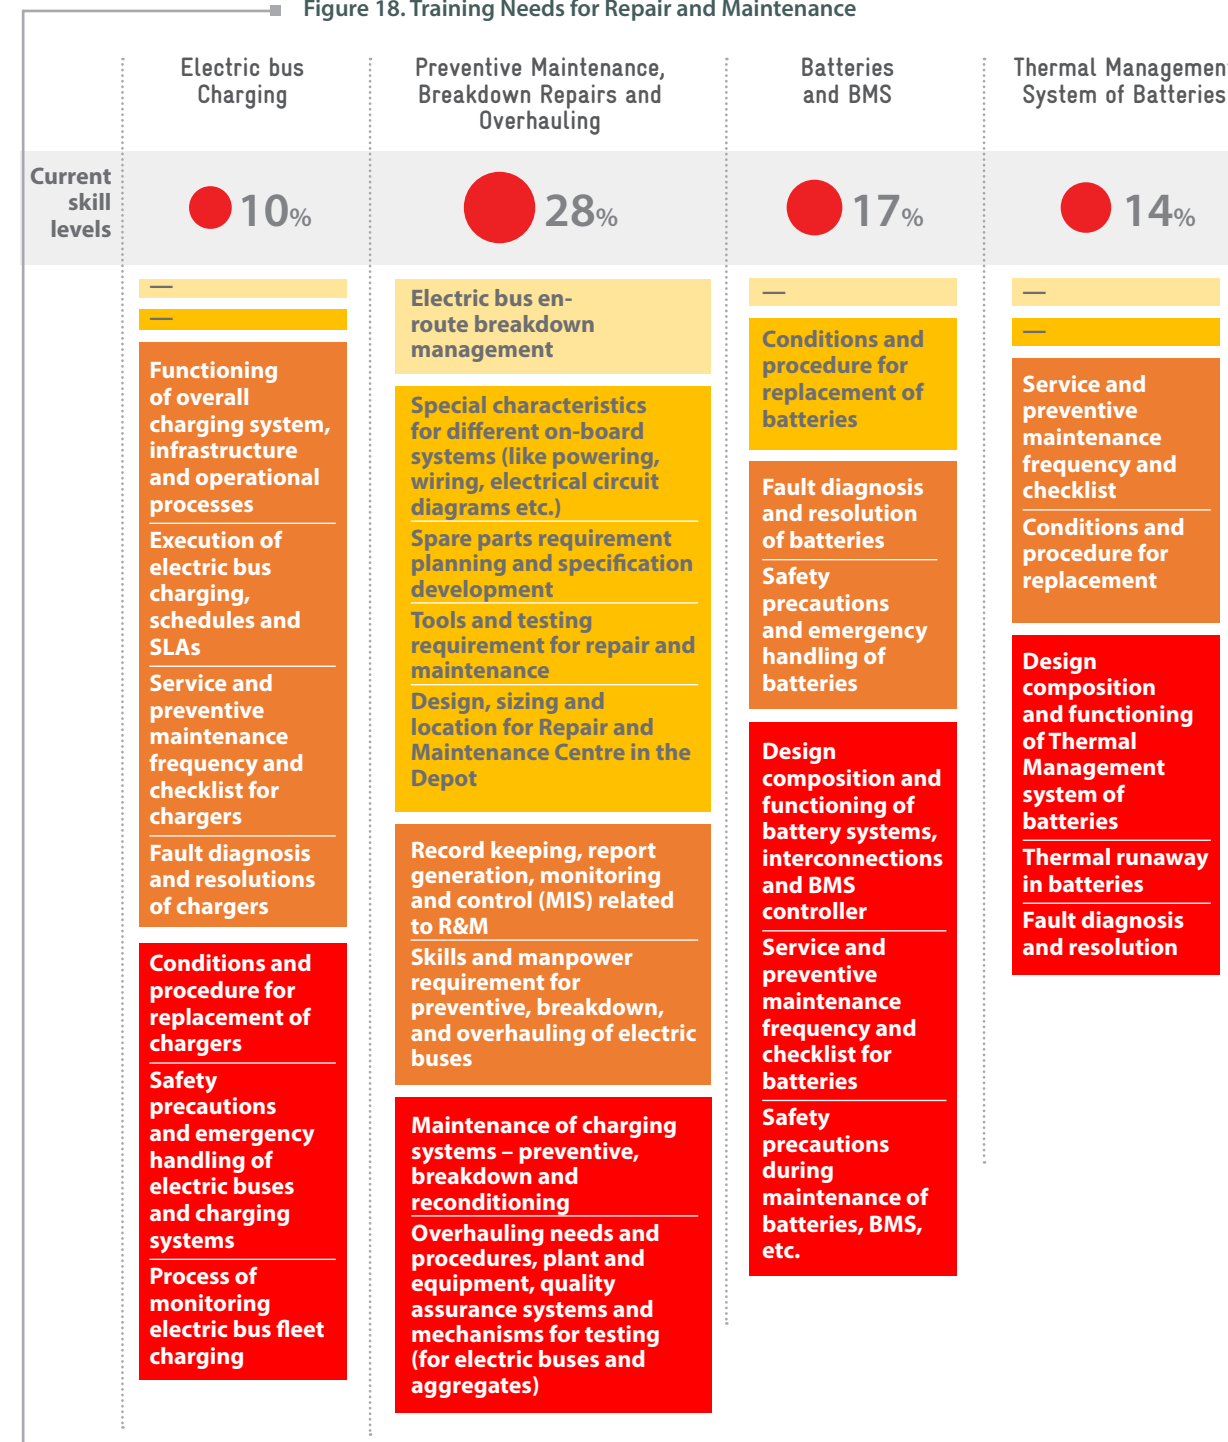 Figure 18. Training Needs for Repair and Maintenance
Electric bus
Charging
Preventive Maintenance,
Breakdown Repairs and
Overhauling
Batteries
and BMS
Thermal Management
System of Batteries
Current
skill
levels
10%
28%
17%
14%
—
—
Functioning
of overall
charging system,
infrastructure
and operational
processes
Execution of
electric bus
charging,
schedules and
SLAs
Service and
preventive
maintenance
frequency and
checklist for
chargers
Fault diagnosis
and resolutions
of chargers
Conditions and
procedure for
replacement of
chargers
Safety
precautions
and emergency
handling of
electric buses
and charging
systems
Process of
monitoring
electric bus fleet
charging
Electric bus en-
route breakdown
management
Special characteristics
for different on-board
systems (like powering,
wiring, electrical circuit
diagrams etc.)
Spare parts requirement
planning and specification
development
Tools and testing
requirement for repair and
maintenance
Design, sizing and
location for Repair and
Maintenance Centre in the
Depot
Record keeping, report
generation, monitoring
and control (MIS) related
to R&M
Skills and manpower
requirement for
preventive, breakdown,
and overhauling of electric
buses
Maintenance of charging
systems – preventive,
breakdown and
reconditioning
Overhauling needs and
procedures, plant and
equipment, quality
assurance systems and
mechanisms for testing
(for electric buses and
aggregates)
—
Conditions and
procedure for
replacement of
batteries
Fault diagnosis
and resolution
of batteries
Safety
precautions
and emergency
handling of
batteries
Design
composition and
functioning of
battery systems,
interconnections
and BMS
controller
Service and
preventive
maintenance
frequency and
checklist for
batteries
Safety
precautions
during
maintenance of
batteries, BMS,
etc.
—
—
Service and
preventive
maintenance
frequency and
checklist
Conditions and
procedure for
replacement
Design
composition
and functioning
of Thermal
Management
system of
batteries
Thermal runaway
in batteries
Fault diagnosis
and resolution